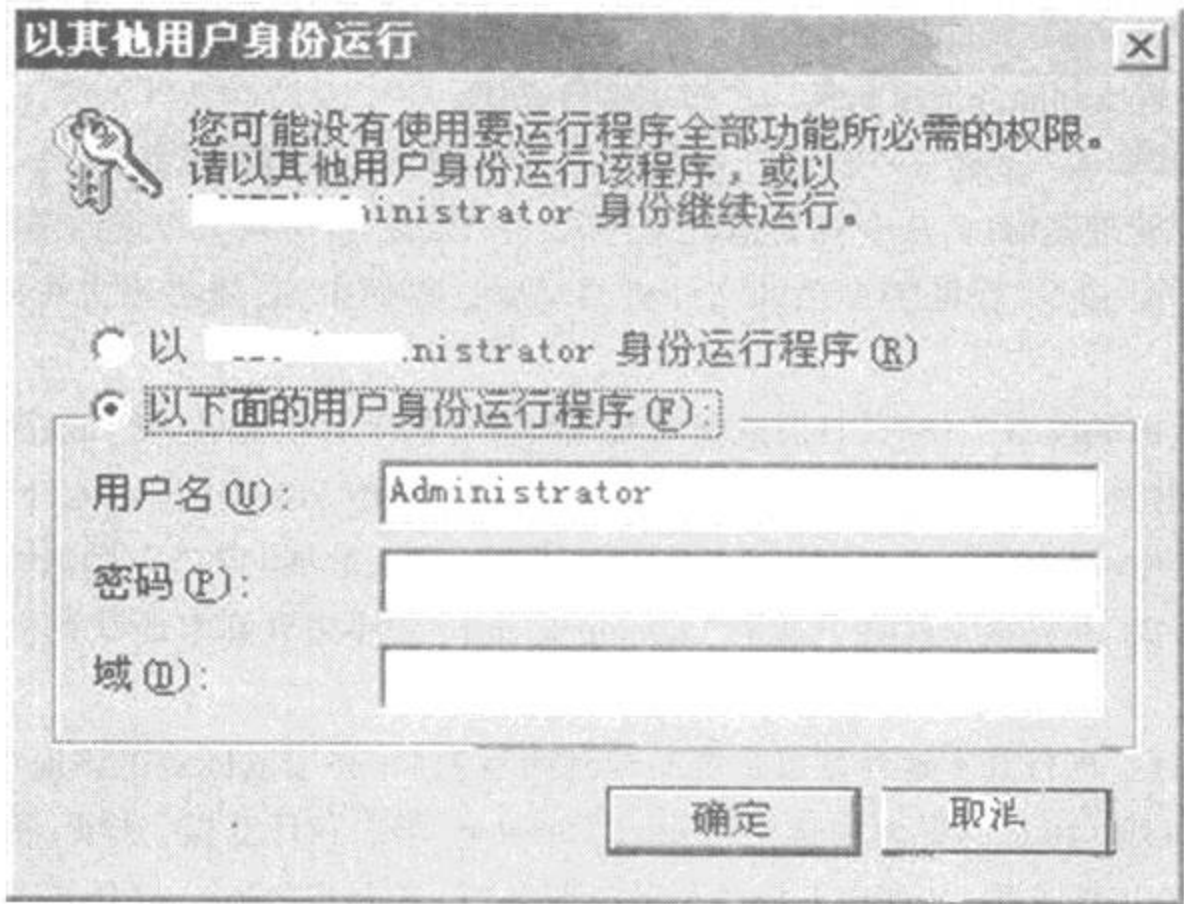 以其他用户身份运行
您可能没有使用要运行程序全部功能所必需的权限。
请以其他用户身份运行该程序，或以
inistrator 身份继续运行。
以 nistrator 身份运行程序(R)
以下面的用户身份运行程序(F):
用户名(U):
Administrator
密码(P):
域(D):
确定
取消